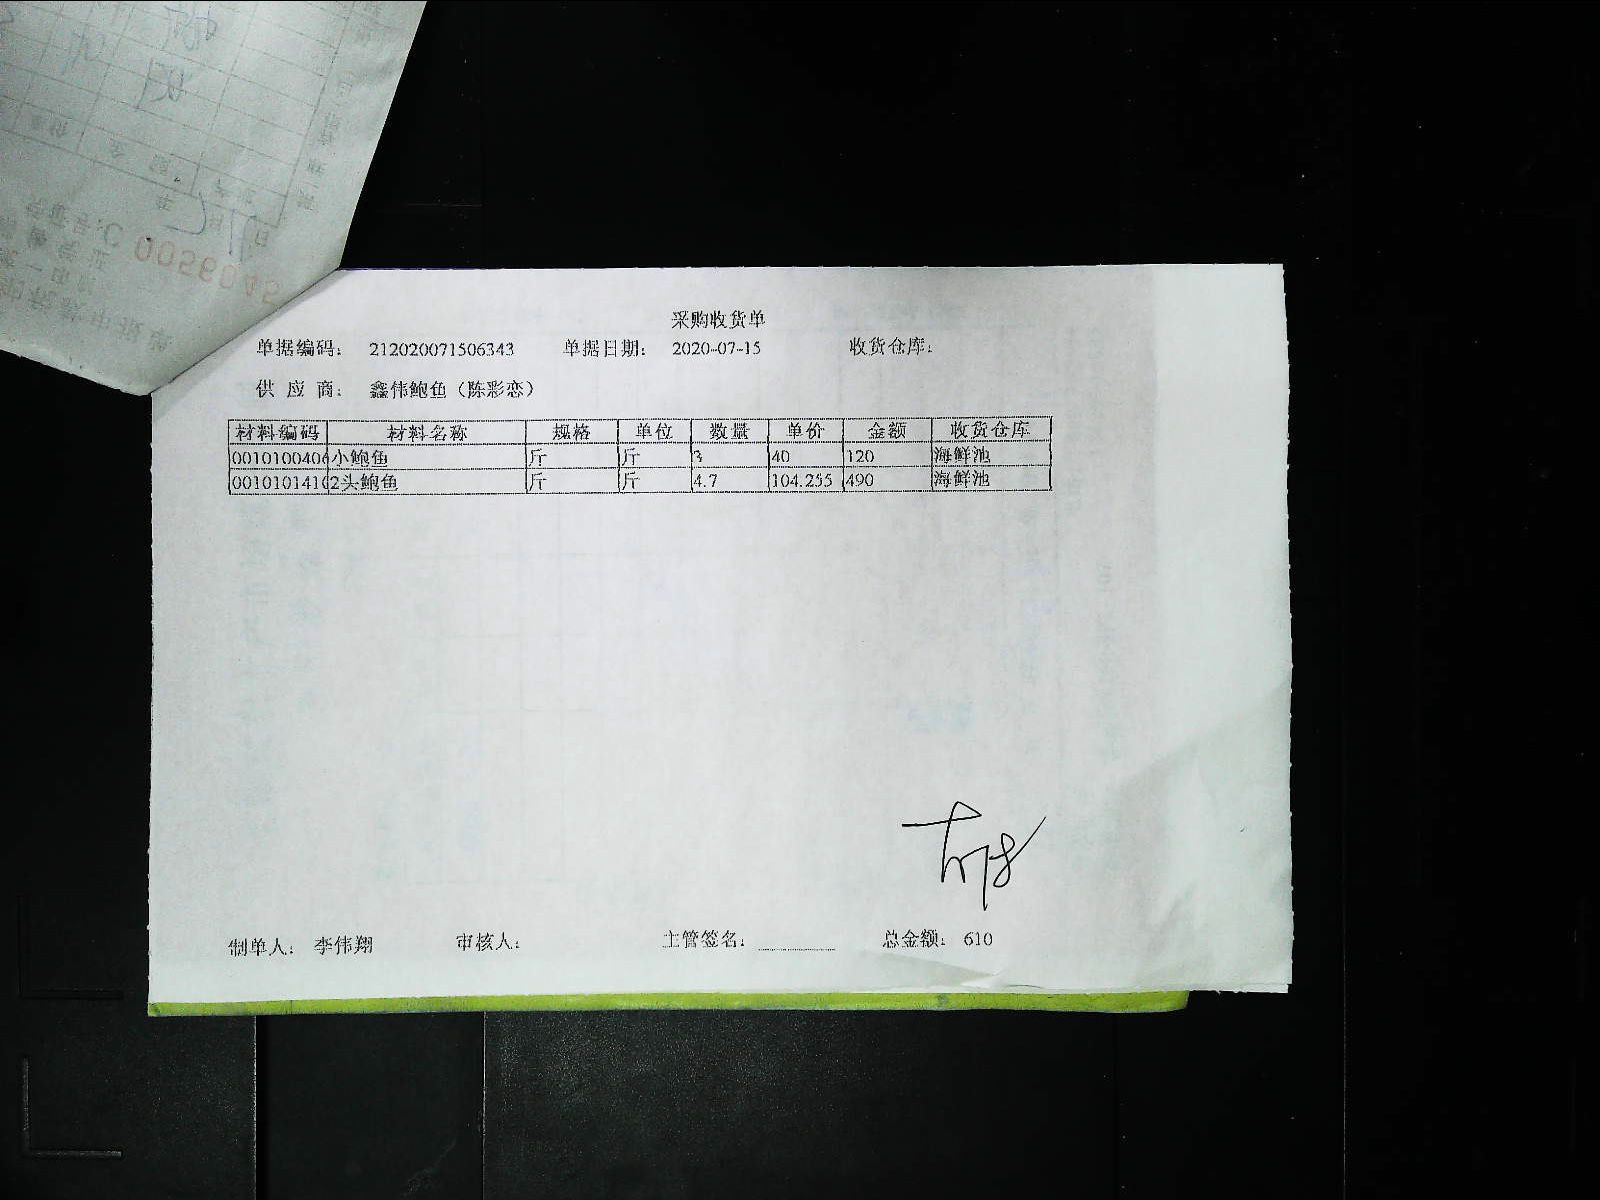 采购收货单
单据编码: 212020071506343 单据日期: 2020-07-15 收货仓库:
供应商: 鑫伟鲍鱼(陈彩恋)
材料编码 材料名称 规格 单位 数量 单价 金额 收货仓库
0010100406 小鲍鱼 斤 斤 3 40 120 海鲜池
0010101410 2头鲍鱼 斤 斤 4.7 104.255 490 海鲜池
制单人: 李伟翔 审核人: 主管签名: 总金额: 610